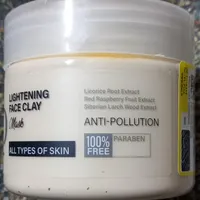 LIGHTENING
FACE CLAY
Mask
ALL TYPES OF SKIN
Licorice Root Extract
Red Raspberry Fruit Extract
Siberian Larch Wood Extract
ANTI-POLLUTION
100%
FREE
PARABEN